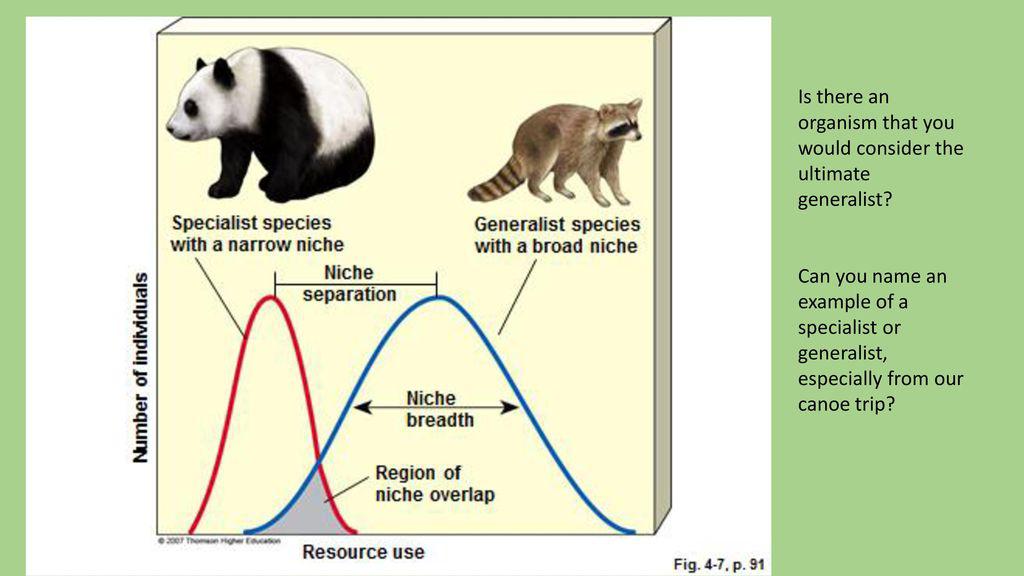 Specialist species
with a narrow niche
Generalist species
with a broad niche
Niche
separation
Number of individuals
Niche
breadth
Region of
niche overlap
© 2007 Thomson Higher Education
Resource use
Fig. 4-7, p. 91
Is there an
organism that you
would consider the
ultimate
generalist?
Can you name an
example of a
specialist or
generalist,
especially from our
canoe trip?